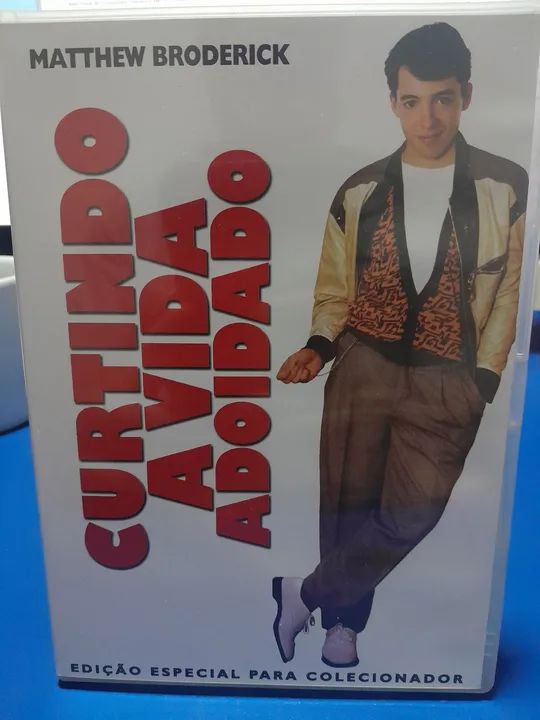 MATTHEW BRODERICK
CURTINDO
A VIDA
ADOIDADO
EDIÇÃO ESPECIAL PARA COLECIONADOR